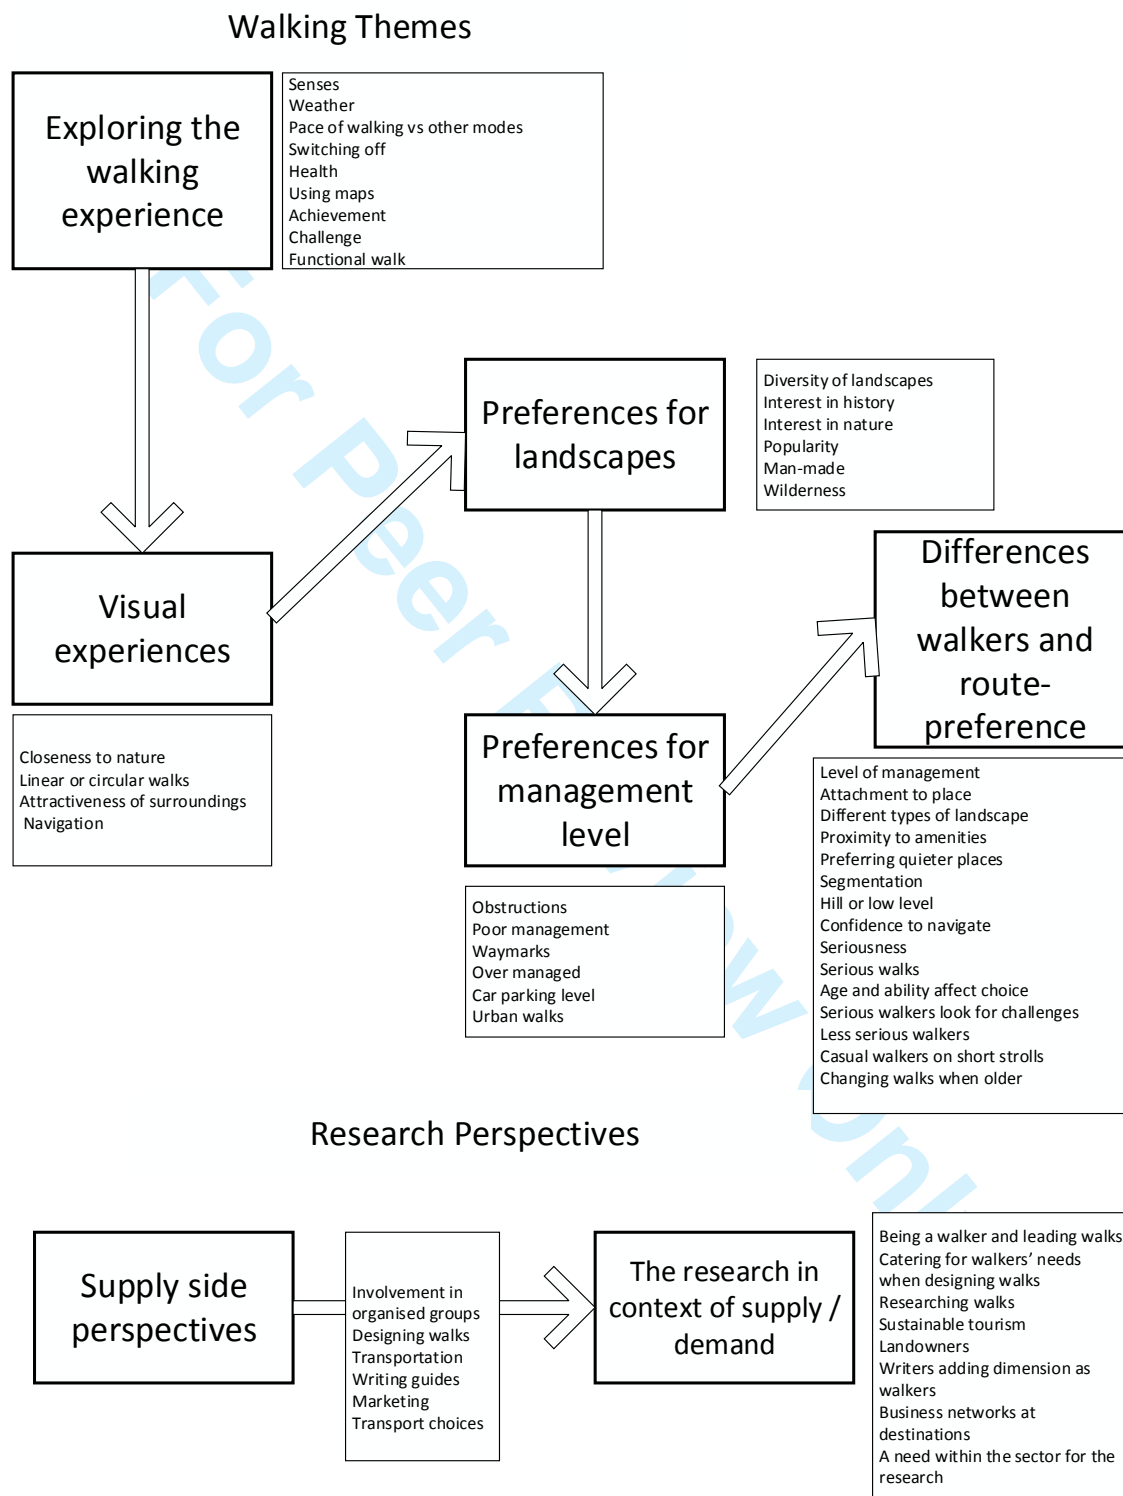 Walking Themes
Exploring the
walking
experience
Senses
Weather
Pace of walking vs other modes
Switching off
Health
Using maps
Achievement
Challenge
Functional walk
Visual
experiences
Closeness to nature
Linear or circular walks
Attractiveness of surroundings
Navigation
Preferences for
landscapes
Diversity of landscapes
Interest in history
Interest in nature
Popularity
Man-made
Wilderness
Preferences for
management
level
Obstructions
Poor management
Waymarks
Over managed
Car parking level
Urban walks
Differences
between
walkers and
route-
preference
Level of management
Attachment to place
Different types of landscape
Proximity to amenities
Preferring quieter places
Segmentation
Hill or low level
Confidence to navigate
Seriousness
Serious walks
Age and ability affect choice
Serious walkers look for challenges
Less serious walkers
Casual walkers on short strolls
Changing walks when older
Research Perspectives
Supply side
perspectives
Involvement in
organised groups
Designing walks
Transportation
Writing guides
Marketing
Transport choices
The research in
context of supply /
demand
Being a walker and leading walks
Catering for walkers’ needs
when designing walks
Researching walks
Sustainable tourism
Landowners
Writers adding dimension as
walkers
Business networks at
destinations
A need within the sector for the
research
For Peer